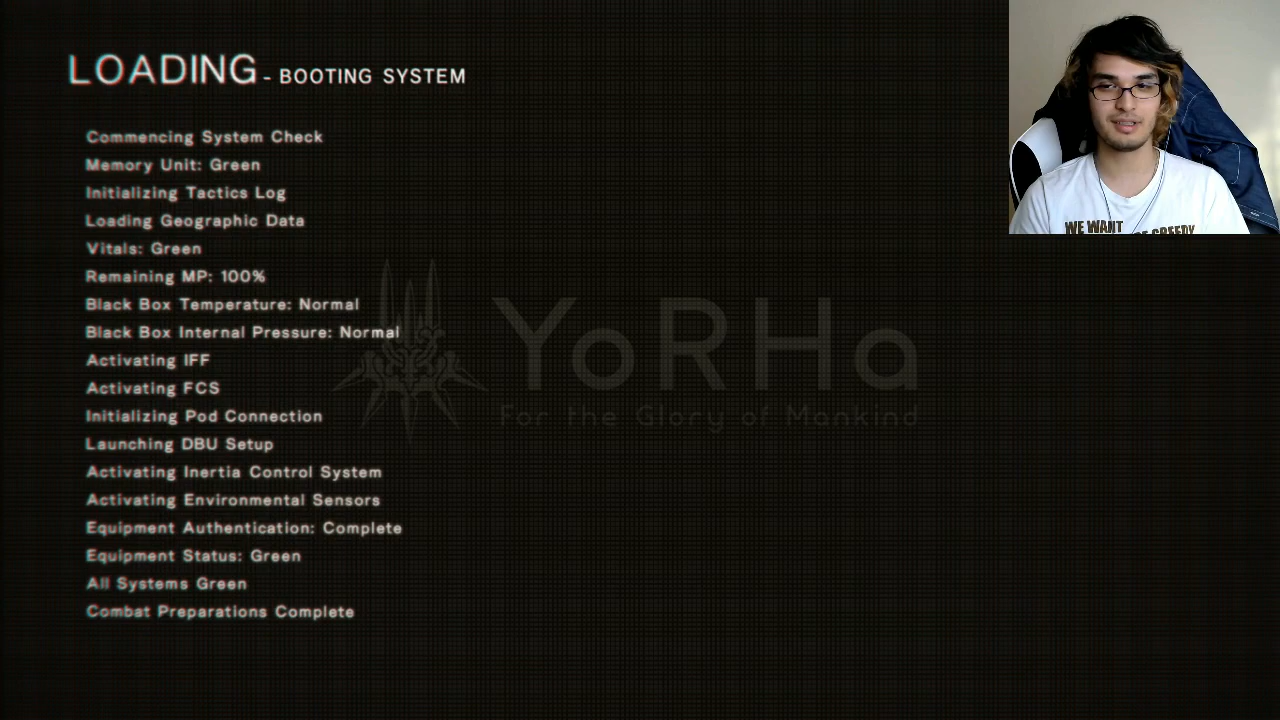 LOADING - BOOTING SYSTEM
Commencing System Check
Memory Unit: Green
Initializing Tactics Log
Loading Geographic Data
Vitals: Green
Remaining MP: 100%
Black Box Temperature: Normal
Black Box Internal Pressure: Normal
Activating IFF
Activating FCS
Initializing Pod Connection
Launching DBU Setup
Activating Inertia Control System
Activating Environmental Sensors
Equipment Authentication: Complete
Equipment Status: Green
All Systems Green
Combat Preparations Complete
YoRHa
For the Glory of Mankind
WE WANT
GREEDY